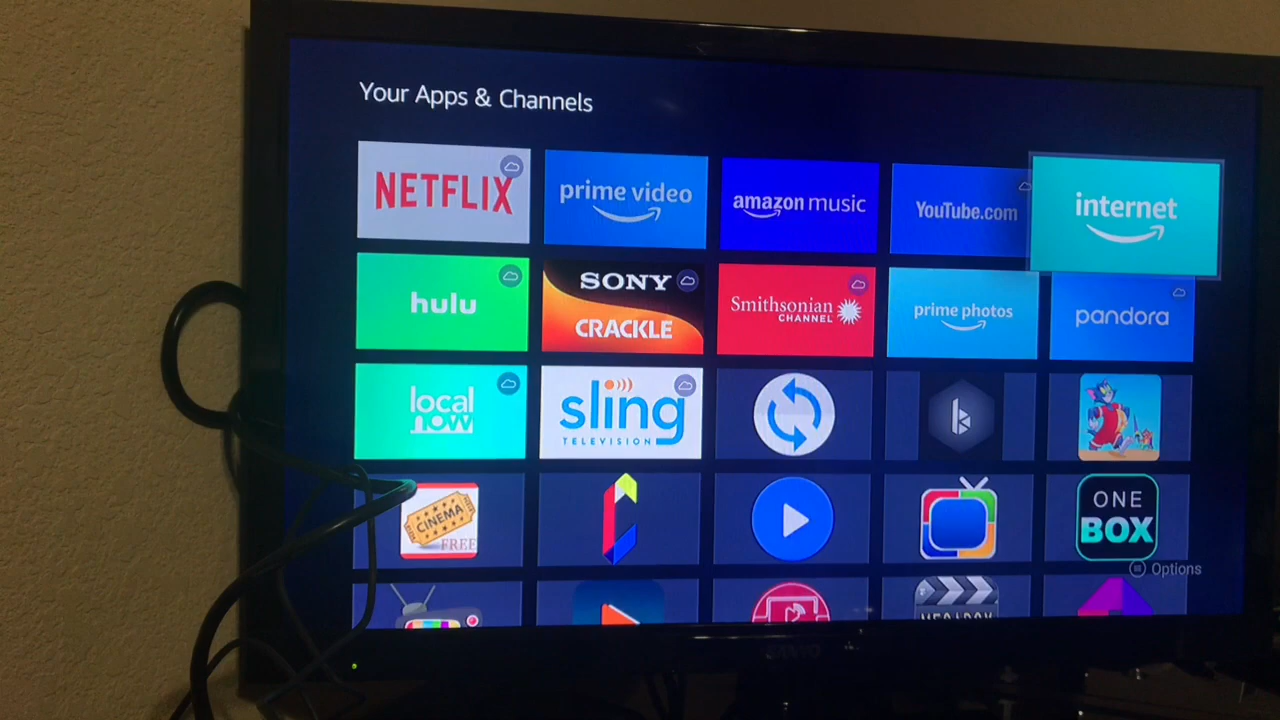 Your Apps & Channels
NETFLIX
prime video
amazon music
YouTube.com
internet
hulu
SONY
CRACKLE
Smithsonian
CHANNEL
prime photos
pandora
local
now
sling
TELEVISION
CINEMA
FREE
ONE
BOX
Options